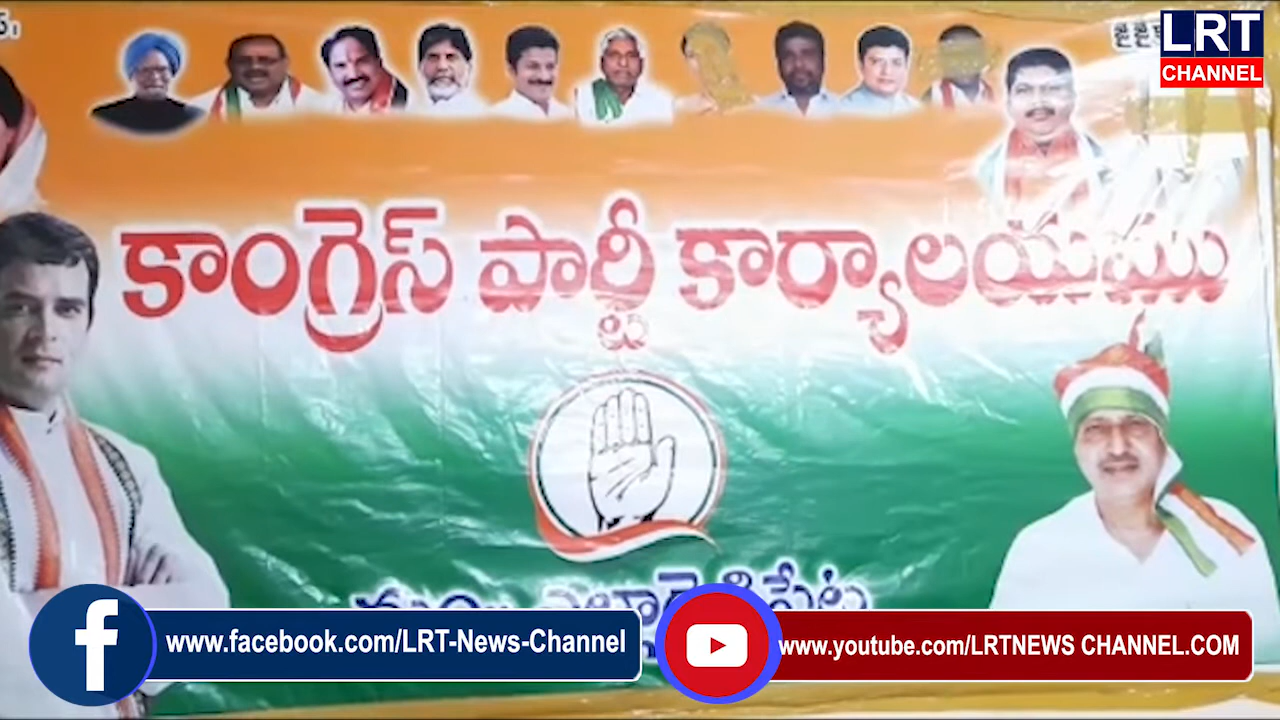 LRT
CHANNEL
కాంగ్రెస్ పార్టీ కార్యాలయము
www.facebook.com/LRT-News-Channel
www.youtube.com/LRTNEWS CHANNEL.COM